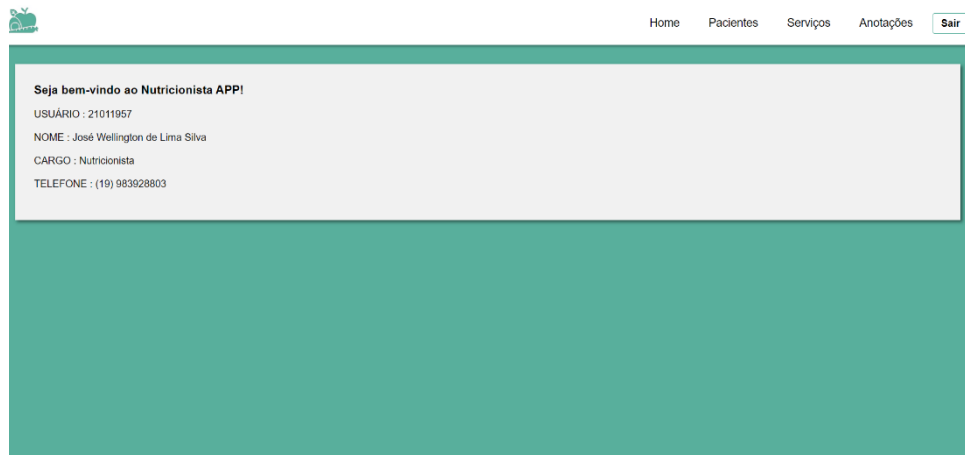 Home Pacientes Serviços Anotações Sair
Seja bem-vindo ao Nutricionista APP!
USUÁRIO : 21011957
NOME : José Wellington de Lima Silva
CARGO : Nutricionista
TELEFONE : (19) 983928803